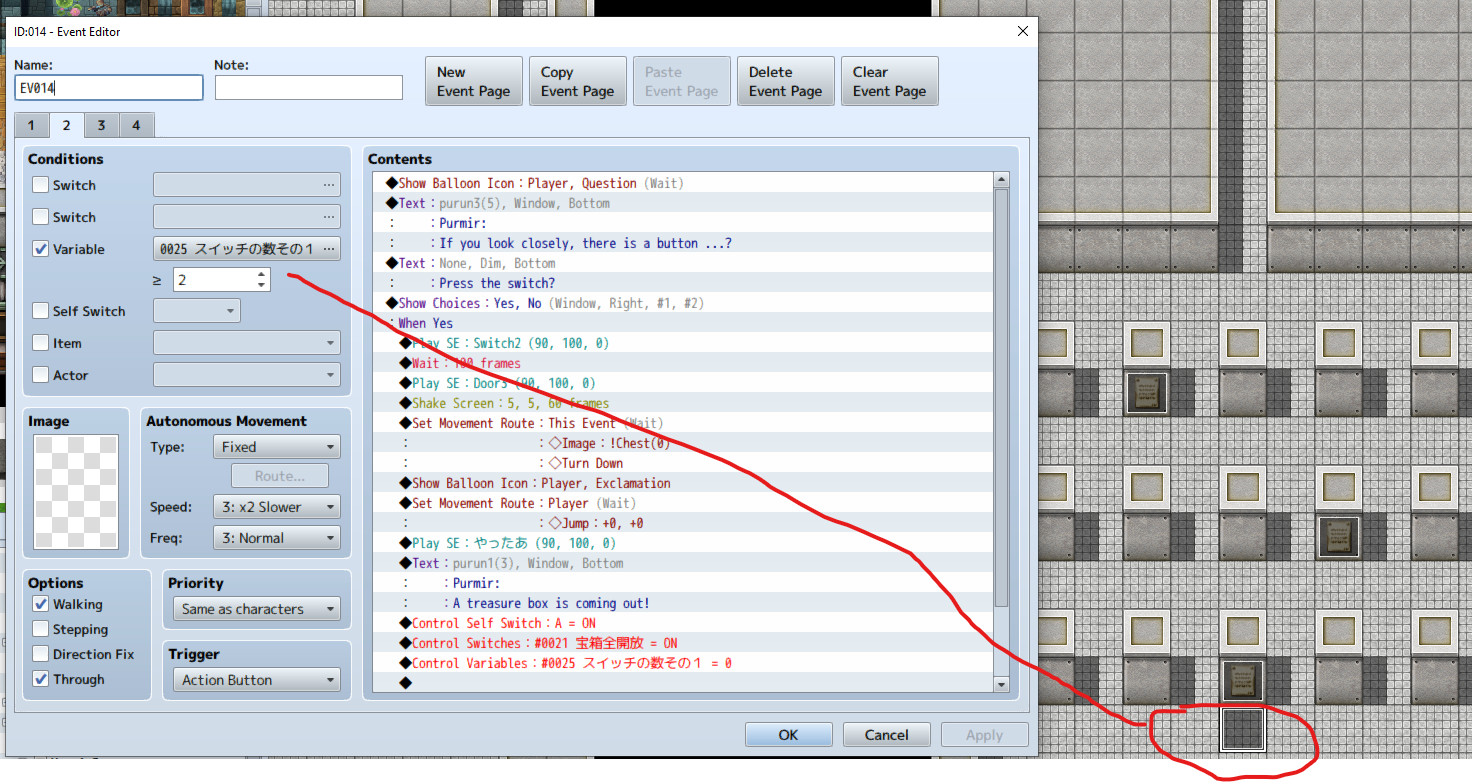 ID:014 - Event Editor
Name:
Note:
EV014
New
Event Page
Copy
Event Page
Paste
Event Page
Delete
Event Page
Clear
Event Page
1
2
3
4
Conditions
Switch ...
Switch ...
Variable 0025 スイッチの数その１ ...
≥ 2
Self Switch
Item
Actor
Image
Autonomous Movement
Type: Fixed
Route...
Speed: 3: x2 Slower
Freq: 3: Normal
Options
Walking
Stepping
Direction Fix
Through
Priority
Same as characters
Trigger
Action Button
Contents
◆Show Balloon Icon：Player, Question (Wait)
◆Text：purun3(5), Window, Bottom
：　：Purmir:
：　：If you look closely, there is a button ...?
◆Text：None, Dim, Bottom
：　：Press the switch?
◆Show Choices：Yes, No (Window, Right, #1, #2)
：When Yes
◆Play SE：Switch2 (90, 100, 0)
◆Wait：100 frames
◆Play SE：Door3 (90, 100, 0)
◆Shake Screen：5, 5, 60 frames
◆Set Movement Route：This Event (Wait)
：　：◇Image：!Chest(0)
：　：◇Turn Down
◆Show Balloon Icon：Player, Exclamation
◆Set Movement Route：Player (Wait)
：　：◇Jump：+0, +0
◆Play SE：やったあ (90, 100, 0)
◆Text：purun1(3), Window, Bottom
：　：Purmir:
：　：A treasure box is coming out!
◆Control Self Switch：A = ON
◆Control Switches：#0021 宝箱全開放 = ON
◆Control Variables：#0025 スイッチの数その１ = 0
◆
OK
Cancel
Apply